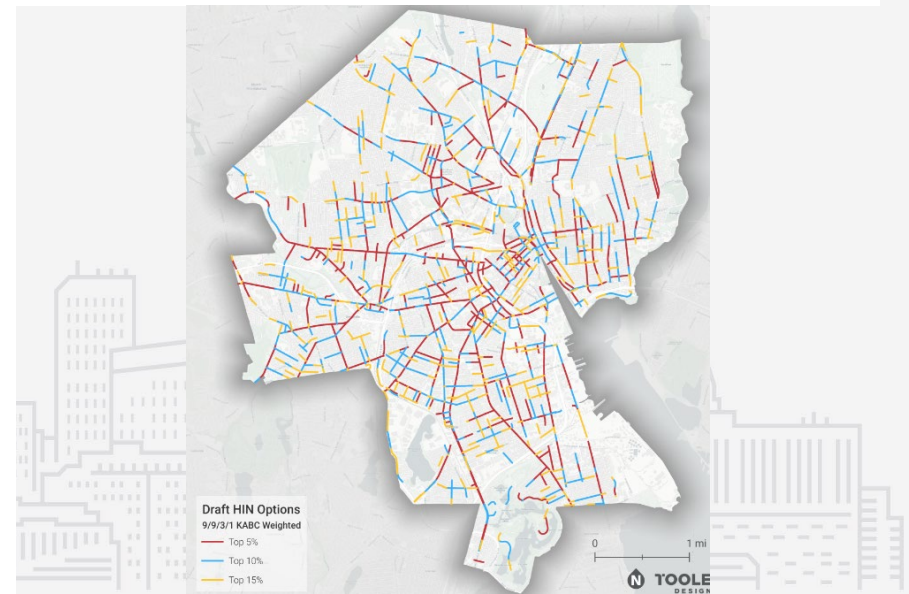 Draft HIN Options
9/9/3/1 KABC Weighted
Top 5%
Top 10%
Top 15%
0 1 mi
N TOOLE
DESIGN